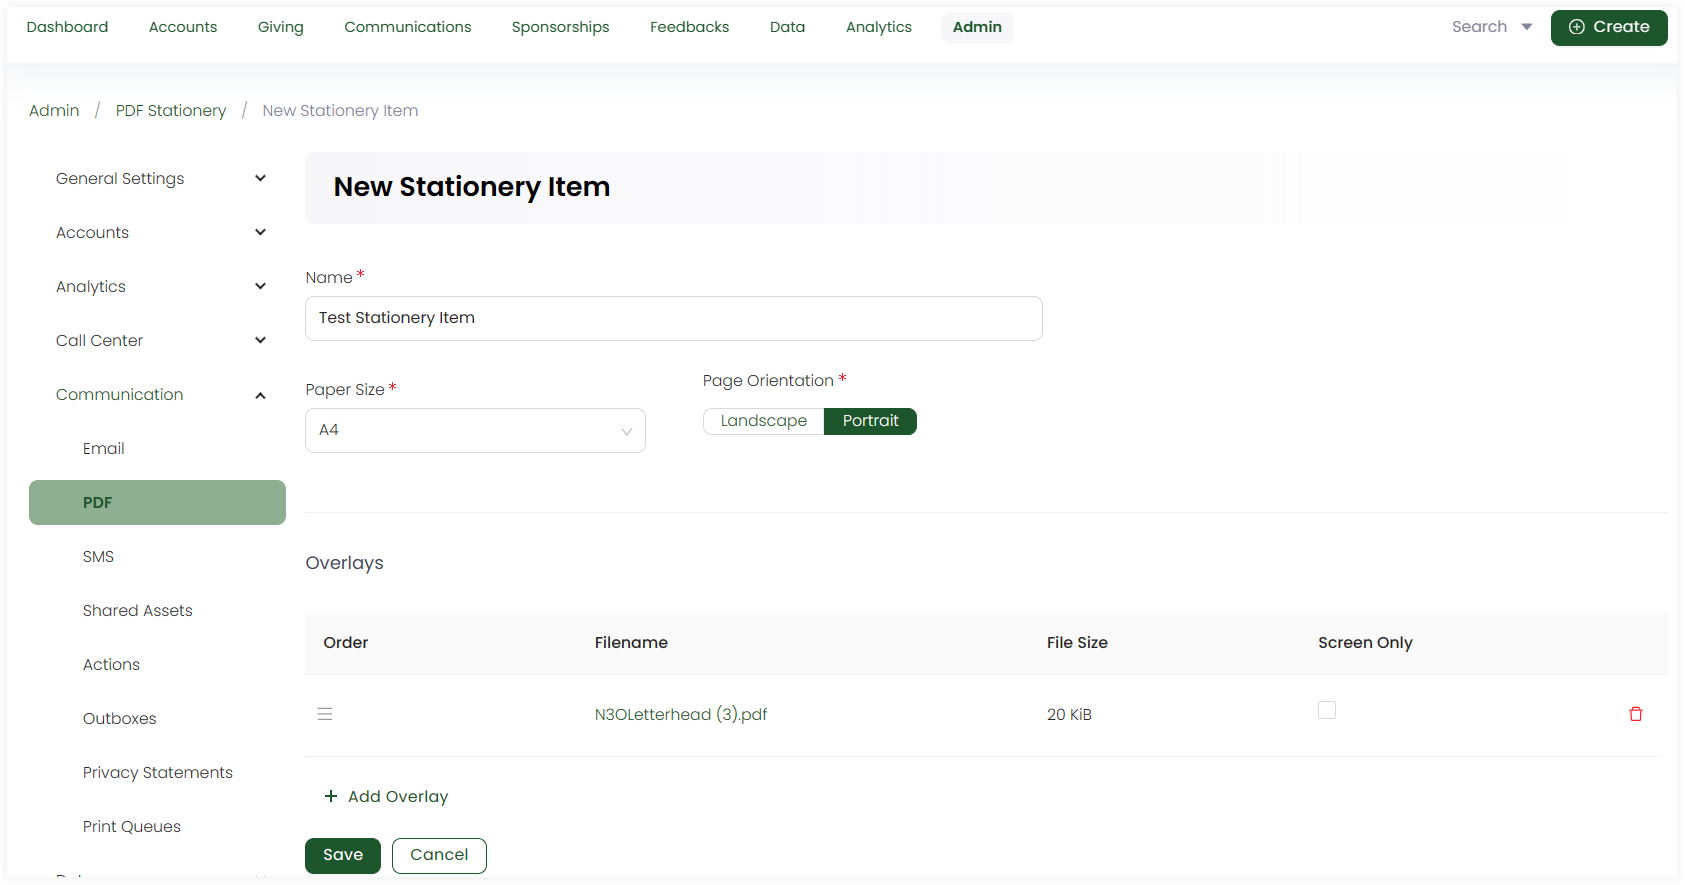 Dashboard Accounts Giving Communications Sponsorships Feedbacks Data Analytics Admin Search Create
Admin / PDF Stationery / New Stationery Item
General Settings
Accounts
Analytics
Call Center
Communication
Email
PDF
SMS
Shared Assets
Actions
Outboxes
Privacy Statements
Print Queues
New Stationery Item
Name *
Test Stationery Item
Paper Size *
A4
Page Orientation *
Landscape Portrait
Overlays
Order Filename File Size Screen Only
N3OLetterhead (3).pdf 20 KiB
+ Add Overlay
Save Cancel